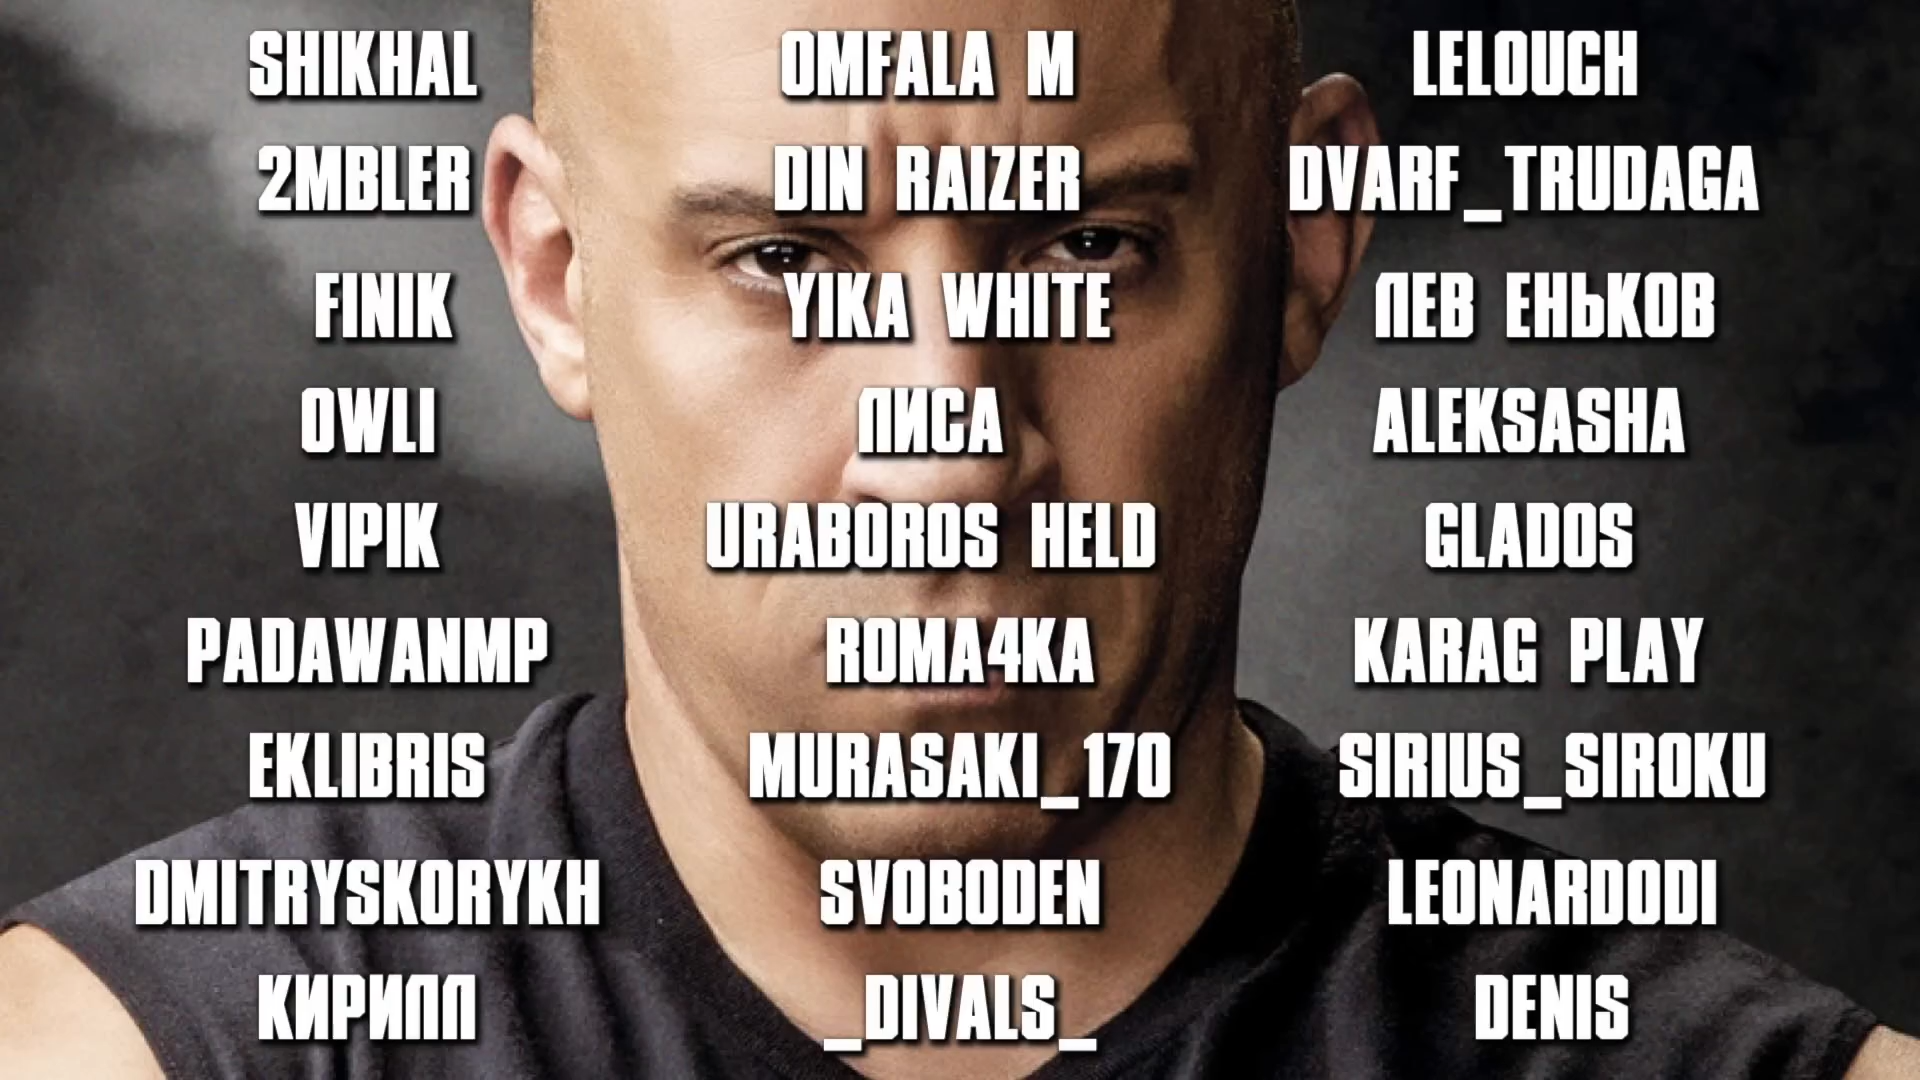 SHIKHAL OMFALA M LELOUCH
2MBLER DIN RAIZER DVARF_TRUDAGA
FINIK YIKA WHITE ЛЕВ ЕНЬКОВ
OWLI ЛИСА ALEKSASHA
VIPIK URABOROS HELD GLADOS
PADAWANMP ROMA4KA KARAG PLAY
EKLIBRIS MURASAKI_170 SIRIUS_SIROKU
DMITRYSKORYKH SVOBODEN LEONARDODI
КИРИЛЛ _DIVALS_ DENIS